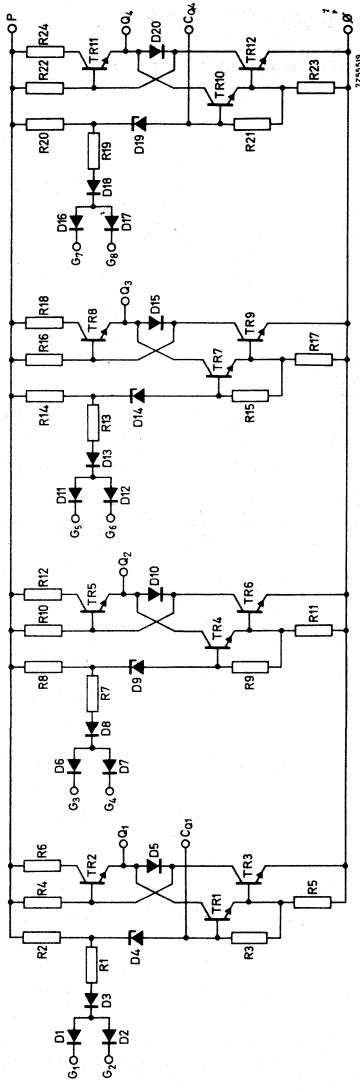 P
R2
R4
R6
R1
D3
D1
D2
G1
G2
D4
TR2
Q1
D5
CQ1
TR1
TR3
R3
R5
R8
R10
R12
R7
D8
D6
D7
G3
G4
D9
TR5
Q2
D10
TR4
TR6
R9
R11
R14
R16
R18
R13
D13
D11
D12
G5
G6
D14
TR8
Q3
D15
TR7
TR9
R15
R17
R20
R22
R24
R19
D18
D16
D17
G7
G8
D19
TR11
Q4
D20
CQ4
TR10
TR12
R21
R23
Ø
7Z55519